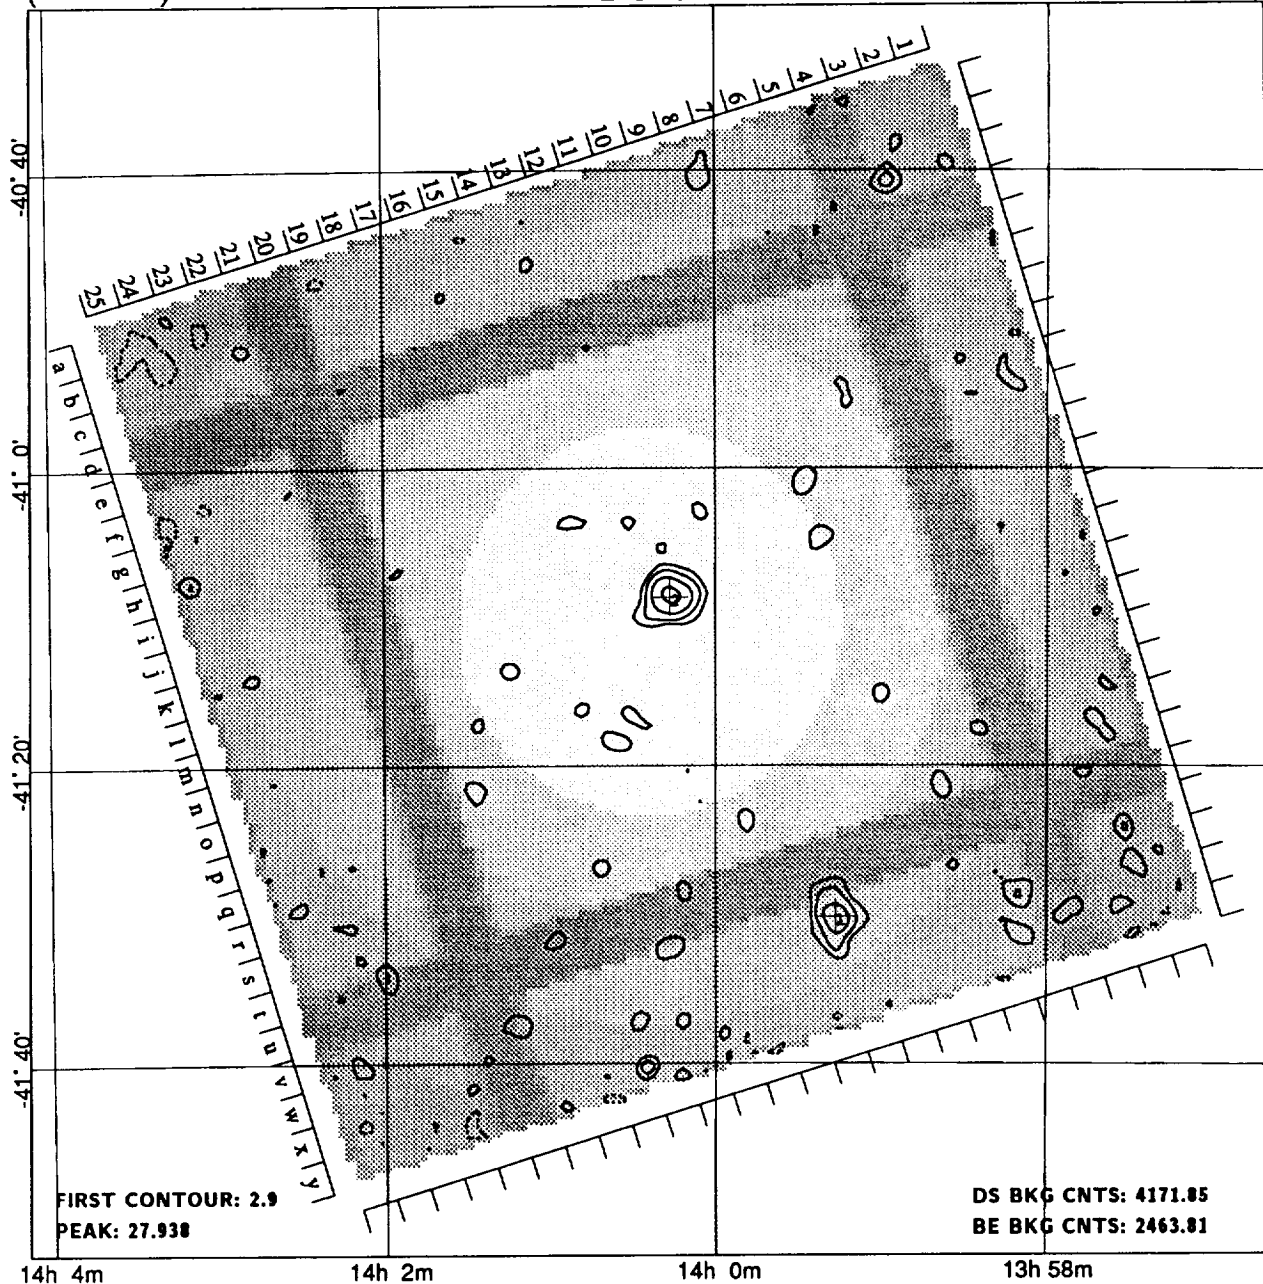 1 2 3 4 5 6 7 8 9 10 11 12 13 14 15 16 17 18 19 20 21 22 23 24 25
-40° 40'
-41° 0'
-41° 20'
-41° 40'
a b c d e f g h i j k l m n o p q r s t u v w x y
FIRST CONTOUR: 2.9
PEAK: 27.938
DS BKG CNTS: 4171.85
BE BKG CNTS: 2463.81
14h 4m 14h 2m 14h 0m 13h 58m